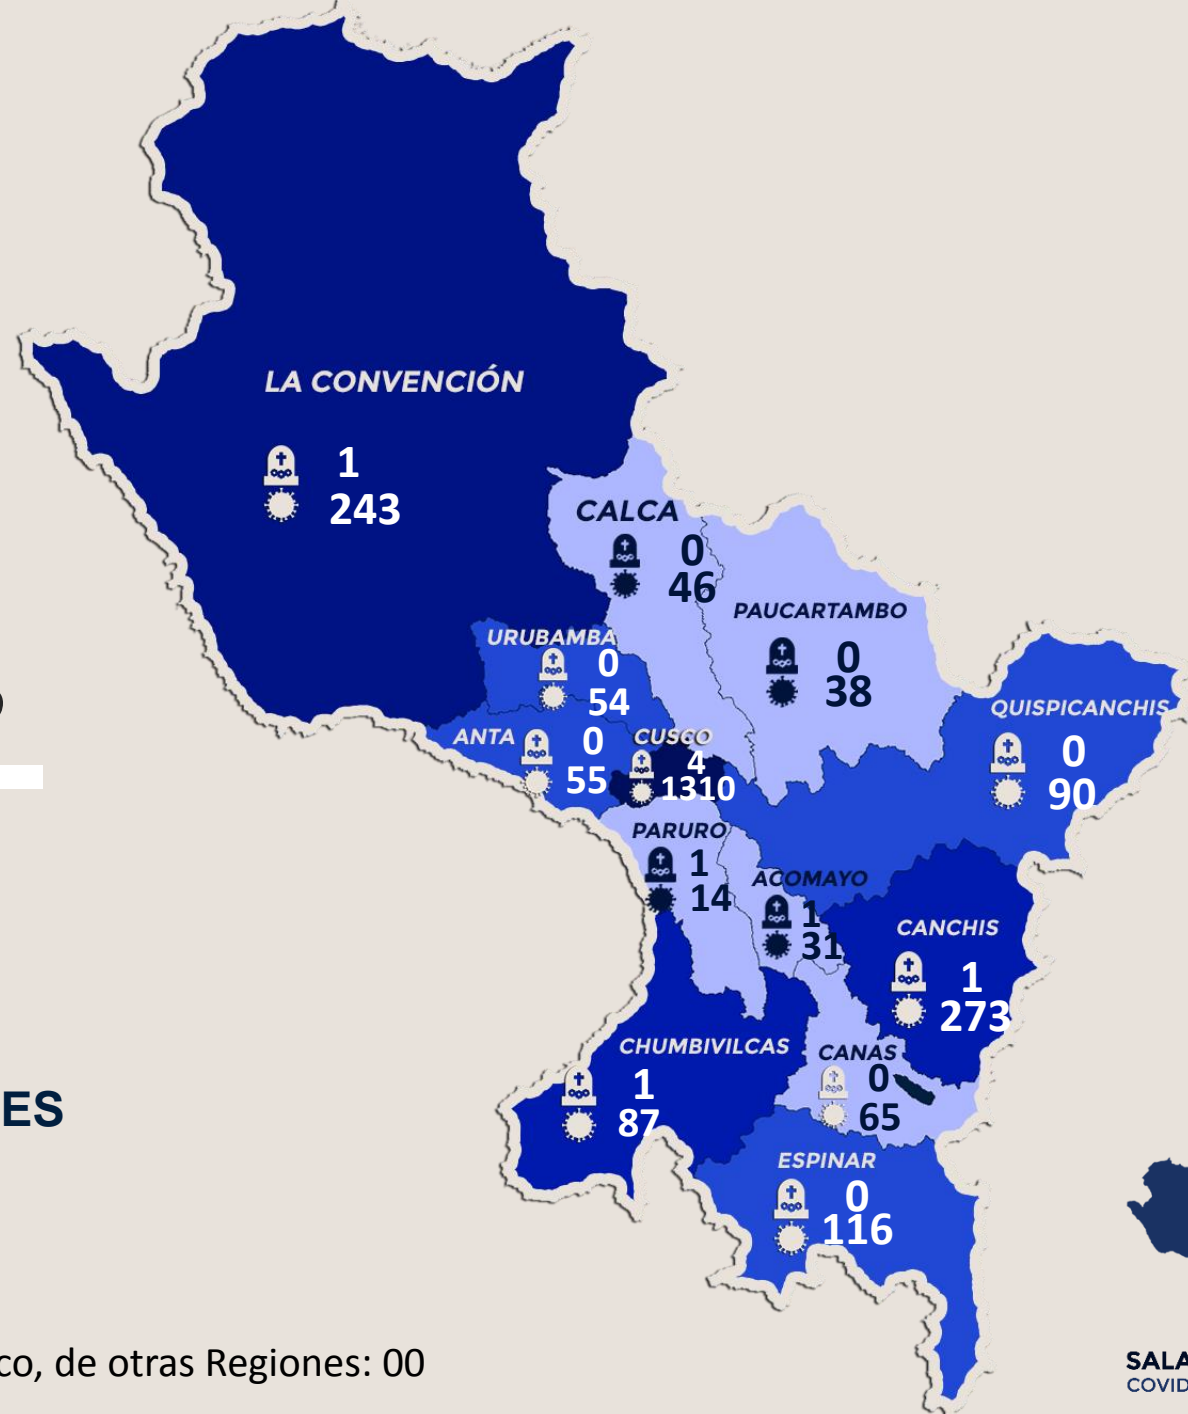 LA CONVENCIÓN
1
243
CALCA
0
46
PAUCARTAMBO
0
38
URUBAMBA
0
54
QUISPICANCHIS
0
90
ANTA
0
55
CUSCO
4
1310
PARURO
1
14
ACOMAYO
1
31
CANCHIS
1
273
CHUMBIVILCAS
1
87
CANAS
0
65
ES
ESPINAR
0
116
co, de otras Regiones: 00
SALA
COVID